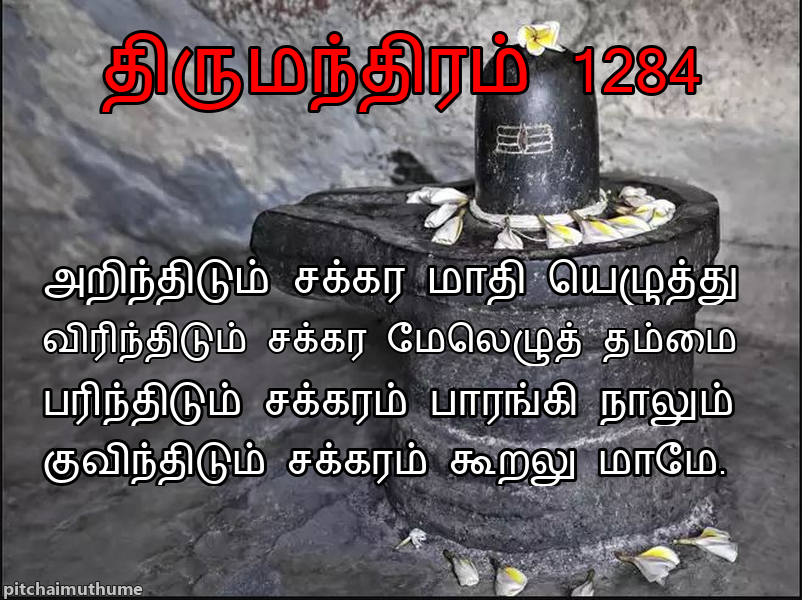 திருமந்திரம் 1284
அறிந்திடும் சக்கர மாதி யெழுத்து
விரிந்திடும் சக்கர மேலெழுத் தம்மை
பரிந்திடும் சக்கரம் பாரங்கி நாலும்
குவிந்திடும் சக்கரம் கூறலு மாமே.
pitchaimuthume